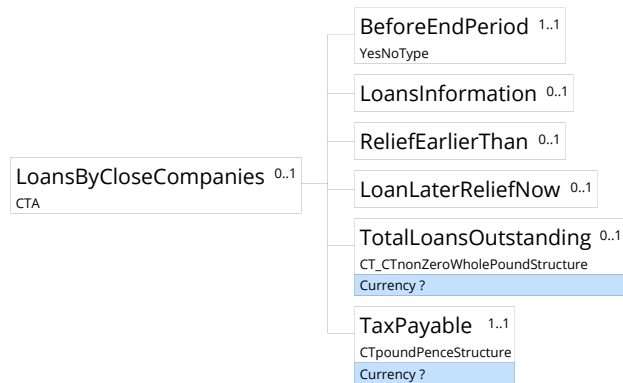 LoansByCloseCompanies 0..1
CTA
BeforeEndPeriod 1..1
YesNoType
LoansInformation 0..1
ReliefEarlierThan 0..1
LoanLaterReliefNow 0..1
TotalLoansOutstanding 0..1
CT_CTnonZeroWholePoundStructure
Currency ?
TaxPayable 1..1
CTpoundPenceStructure
Currency ?